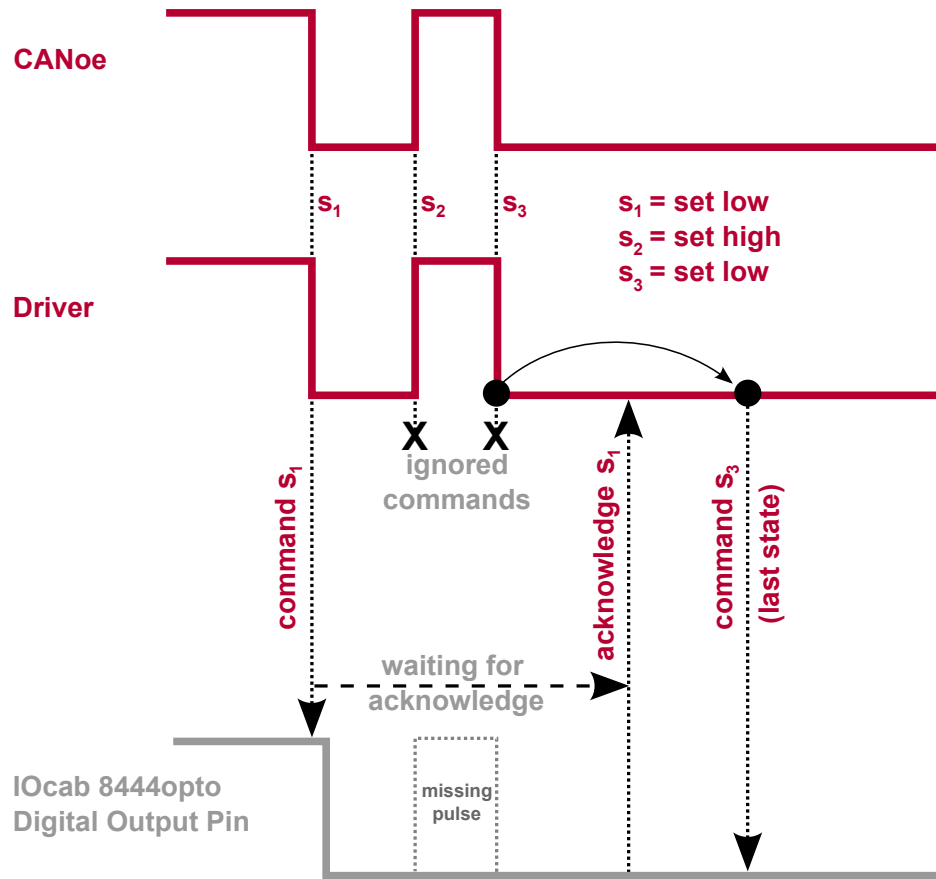 CANoe
s₁
s₂
s₃
s₁ = set low
s₂ = set high
s₃ = set low
Driver
X
X
ignored
commands
command s₁
acknowledge s₁
command s₃
(last state)
waiting for
acknowledge
IOcab 8444opto
Digital Output Pin
missing
pulse